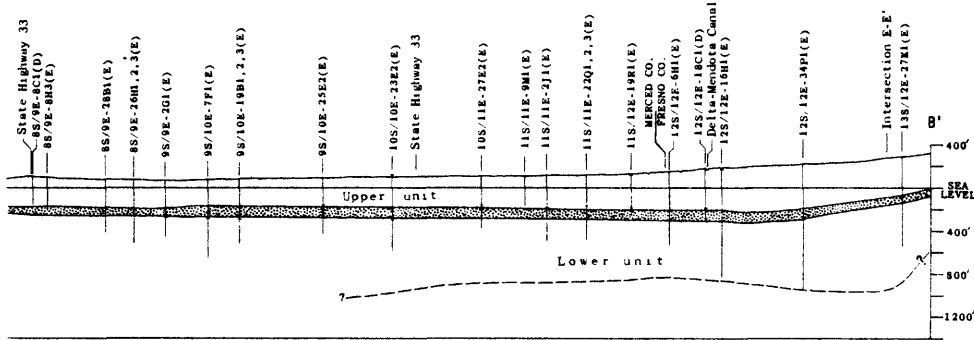 State Highway 33
8S/9E-8C1(D)
8S/9E-8H3(E)
8S/9E-28B1(E)
8S/9E-26H1,2,3(E)
9S/9E-2G1(E)
9S/10E-7F1(E)
9S/10E-19B1,2,3(E)
9S/10E-25E2(E)
10S/10E-23E2(E)
State Highway 33
10S/11E-27E2(E)
11S/11E-9M1(E)
11S/11E-2J1(E)
11S/11E-22Q1,2,3(E)
11S/12E-19R1(E)
MERCED CO.
FRESNO CO.
12S/12E-6H1(E)
12S/12E-18C1(D)
Delta-Mendota Canal
12S/12E-16H1(E)
12S/12E-34P1(E)
Intersection E-E'
13S/12E-27K1(E)
B'
400'
SEA
LEVEL
Upper unit
400'
Lower unit
?
800'
?
1200'